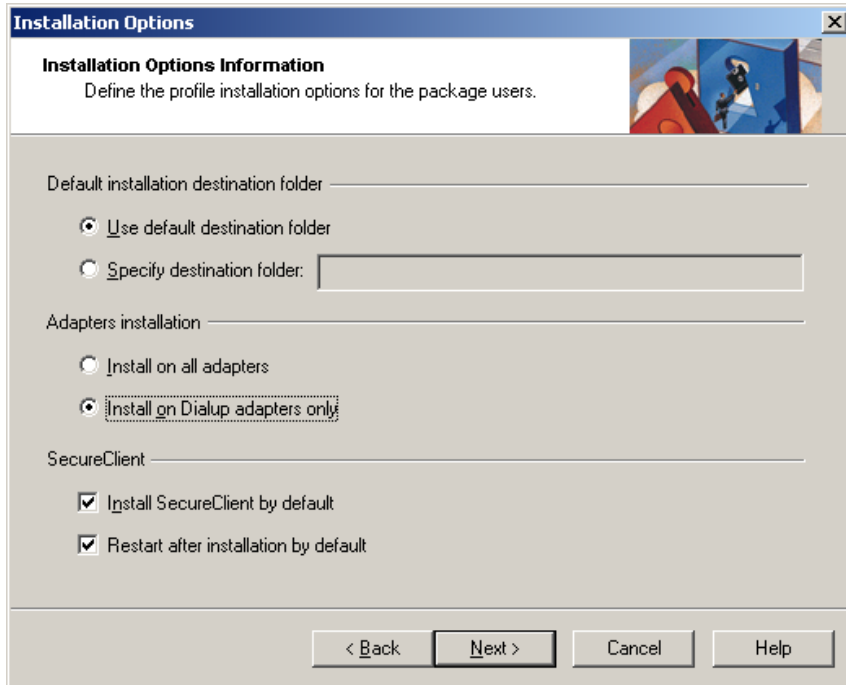 Installation Options
Installation Options Information
Define the profile installation options for the package users.
Default installation destination folder
Use default destination folder
Specify destination folder:
Adapters installation
Install on all adapters
Install on Dialup adapters only
SecureClient
Install SecureClient by default
Restart after installation by default
< Back Next > Cancel Help